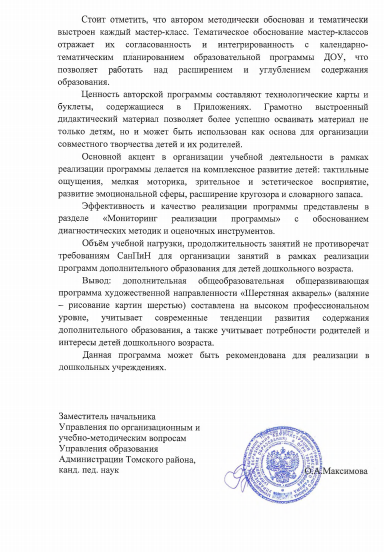 Стоит отметить, что автором методически обоснован и тематически
выстроен каждый мастер-класс. Тематическое обоснование мастер-классов
отражает их согласованность и интегрированность с календарно-
тематическим планированием образовательной программы ДОУ, что
позволяет работать над расширением и углублением содержания
образования.
Ценность авторской программы составляют технологические карты и
буклеты, содержащиеся в Приложениях. Грамотно выстроенный
дидактический материал позволяет более успешно осваивать материал не
только детям, но и может быть использован как основа для организации
совместного творчества детей и их родителей.
Основной акцент в организации учебной деятельности в рамках
реализации программы делается на комплексное развитие детей: тактильные
ощущения, мелкая моторика, зрительное и эстетическое восприятие,
развитие эмоциональной сферы, расширение кругозора и словарного запаса.
Эффективность и качество реализации программы представлены в
разделе «Мониторинг реализации программы» с обоснованием
диагностических методик и оценочных инструментов.
Объём учебной нагрузки, продолжительность занятий не противоречат
требованиям СанПиН для организации занятий в рамках реализации
программ дополнительного образования для детей дошкольного возраста.
Вывод: дополнительная общеобразовательная общеразвивающая
программа художественной направленности «Шерстяная акварель» (валяние
– рисование картин шерстью) составлена на высоком профессиональном
уровне, учитывает современные тенденции развития содержания
дополнительного образования, а также учитывает потребности родителей и
интересы детей дошкольного возраста.
Данная программа может быть рекомендована для реализации в
дошкольных учреждениях.
Заместитель начальника
Управления по организационным и
учебно-методическим вопросам
Управления образования
Администрации Томского района,
канд. пед. наук
О.А.Максимова